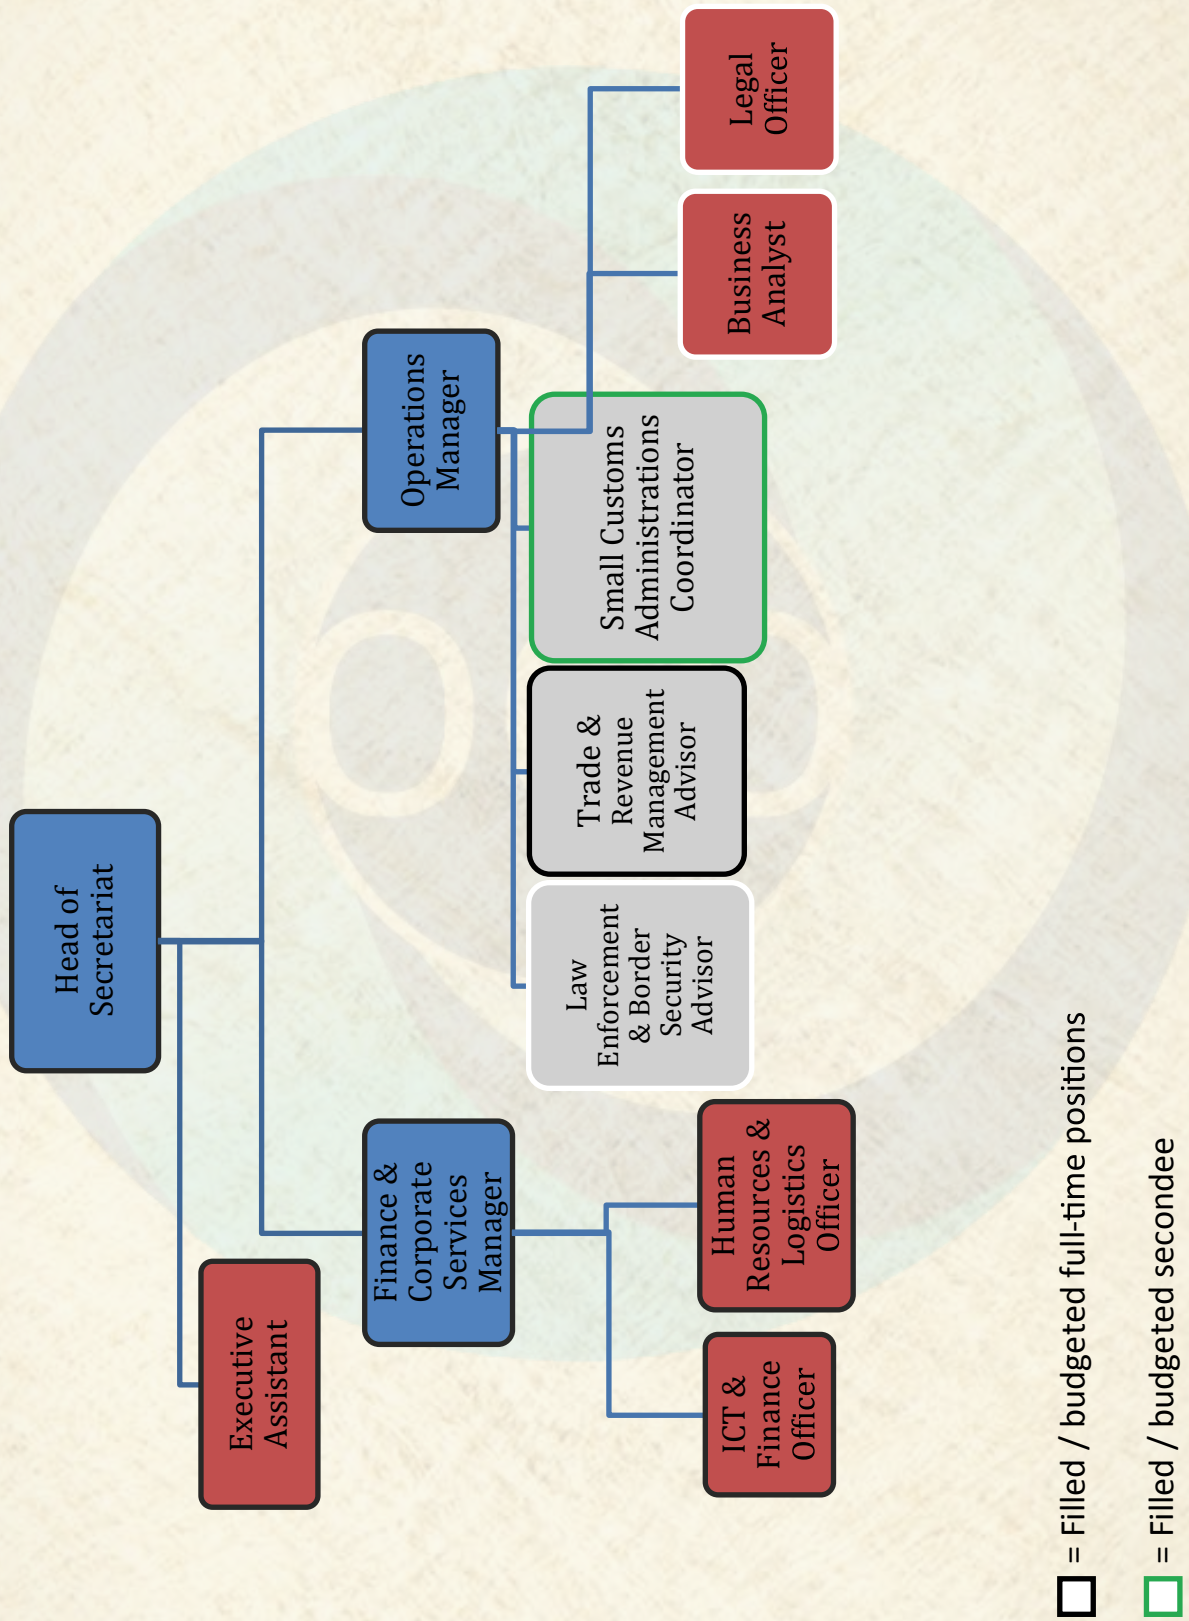 Head of
Secretariat
Executive
Assistant
Finance &
Corporate
Services
Manager
Operations
Manager
ICT &
Finance
Officer
Human
Resources &
Logistics
Officer
Law
Enforcement
& Border
Security
Advisor
Trade &
Revenue
Management
Advisor
Small Customs
Administrations
Coordinator
Business
Analyst
Legal
Officer
= Filled / budgeted full-time positions
= Filled / budgeted secondee